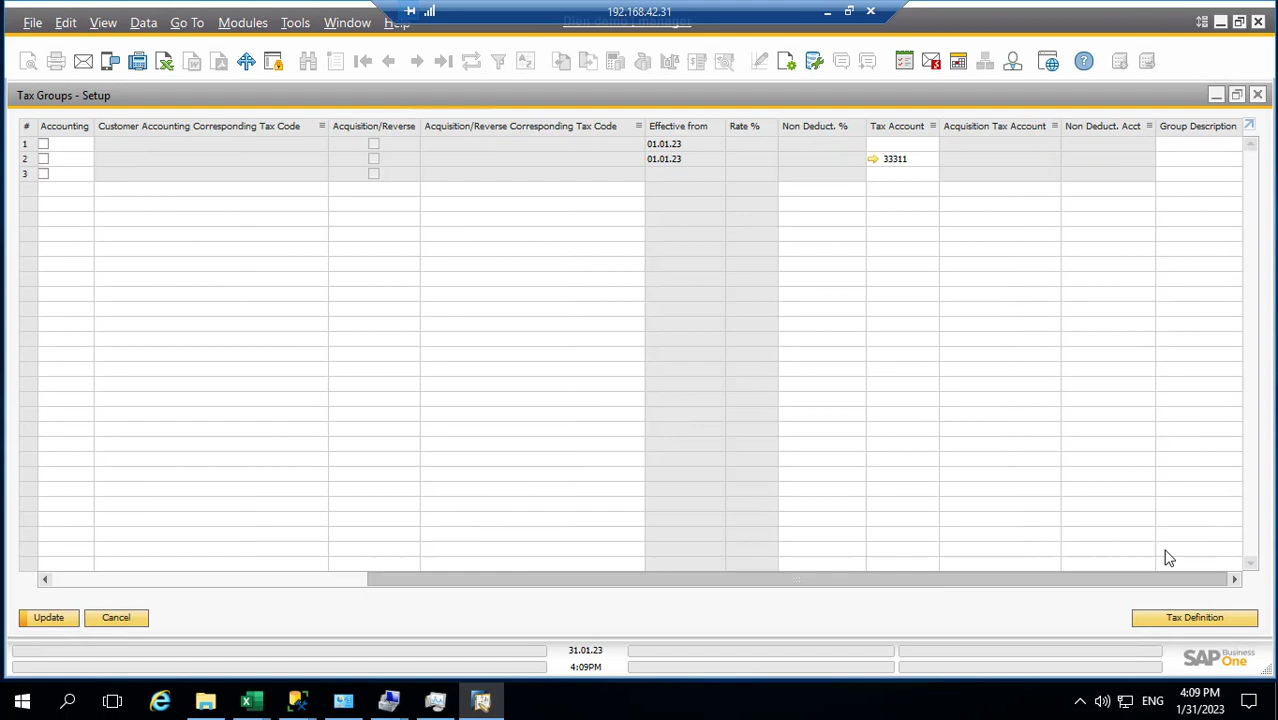 192.168.42.31
File Edit View Data Go To Modules Tools Window Help
Dien demo | manager
Tax Groups - Setup
# Accounting Customer Accounting Corresponding Tax Code Acquisition/Reverse Acquisition/Reverse Corresponding Tax Code Effective from Rate % Non Deduct. % Tax Account Acquisition Tax Account Non Deduct. Acct Group Description
1 01.01.23
2 01.01.23 33311
3
Update Cancel Tax Definition
31.01.23
4:09PM
SAP Business One
ENG
4:09 PM
1/31/2023